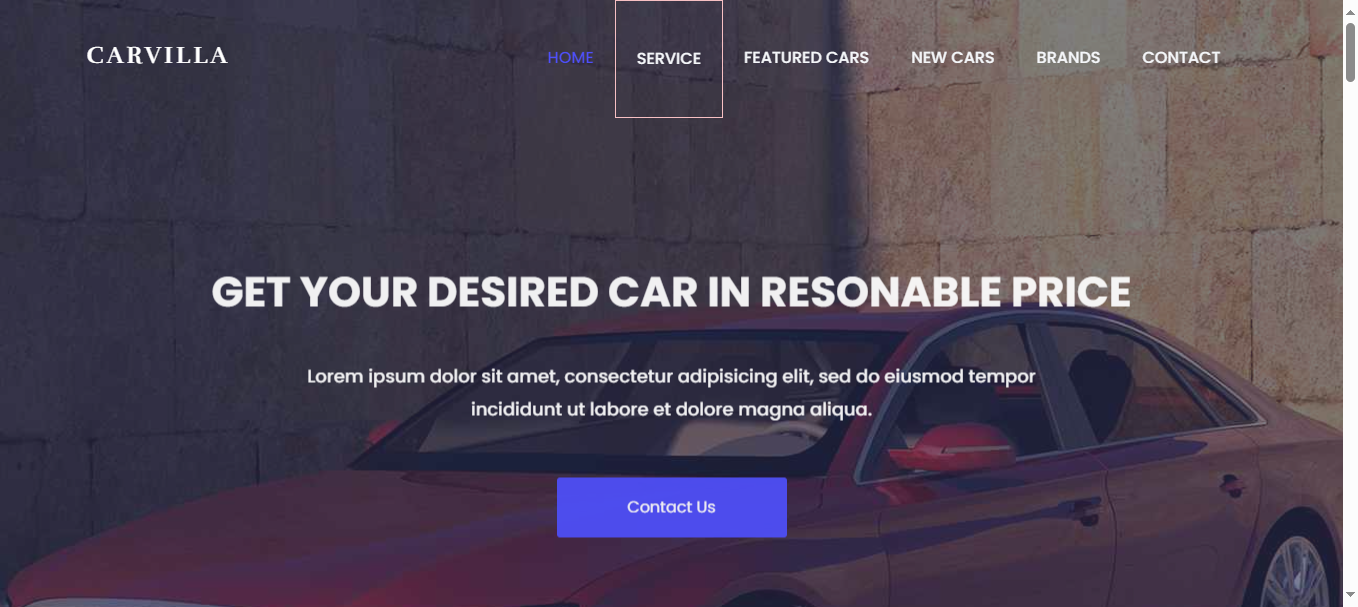 CARVILLA
HOME SERVICE FEATURED CARS NEW CARS BRANDS CONTACT
GET YOUR DESIRED CAR IN RESONABLE PRICE
Lorem ipsum dolor sit amet, consectetur adipisicing elit, sed do eiusmod tempor
incididunt ut labore et dolore magna aliqua.
Contact Us